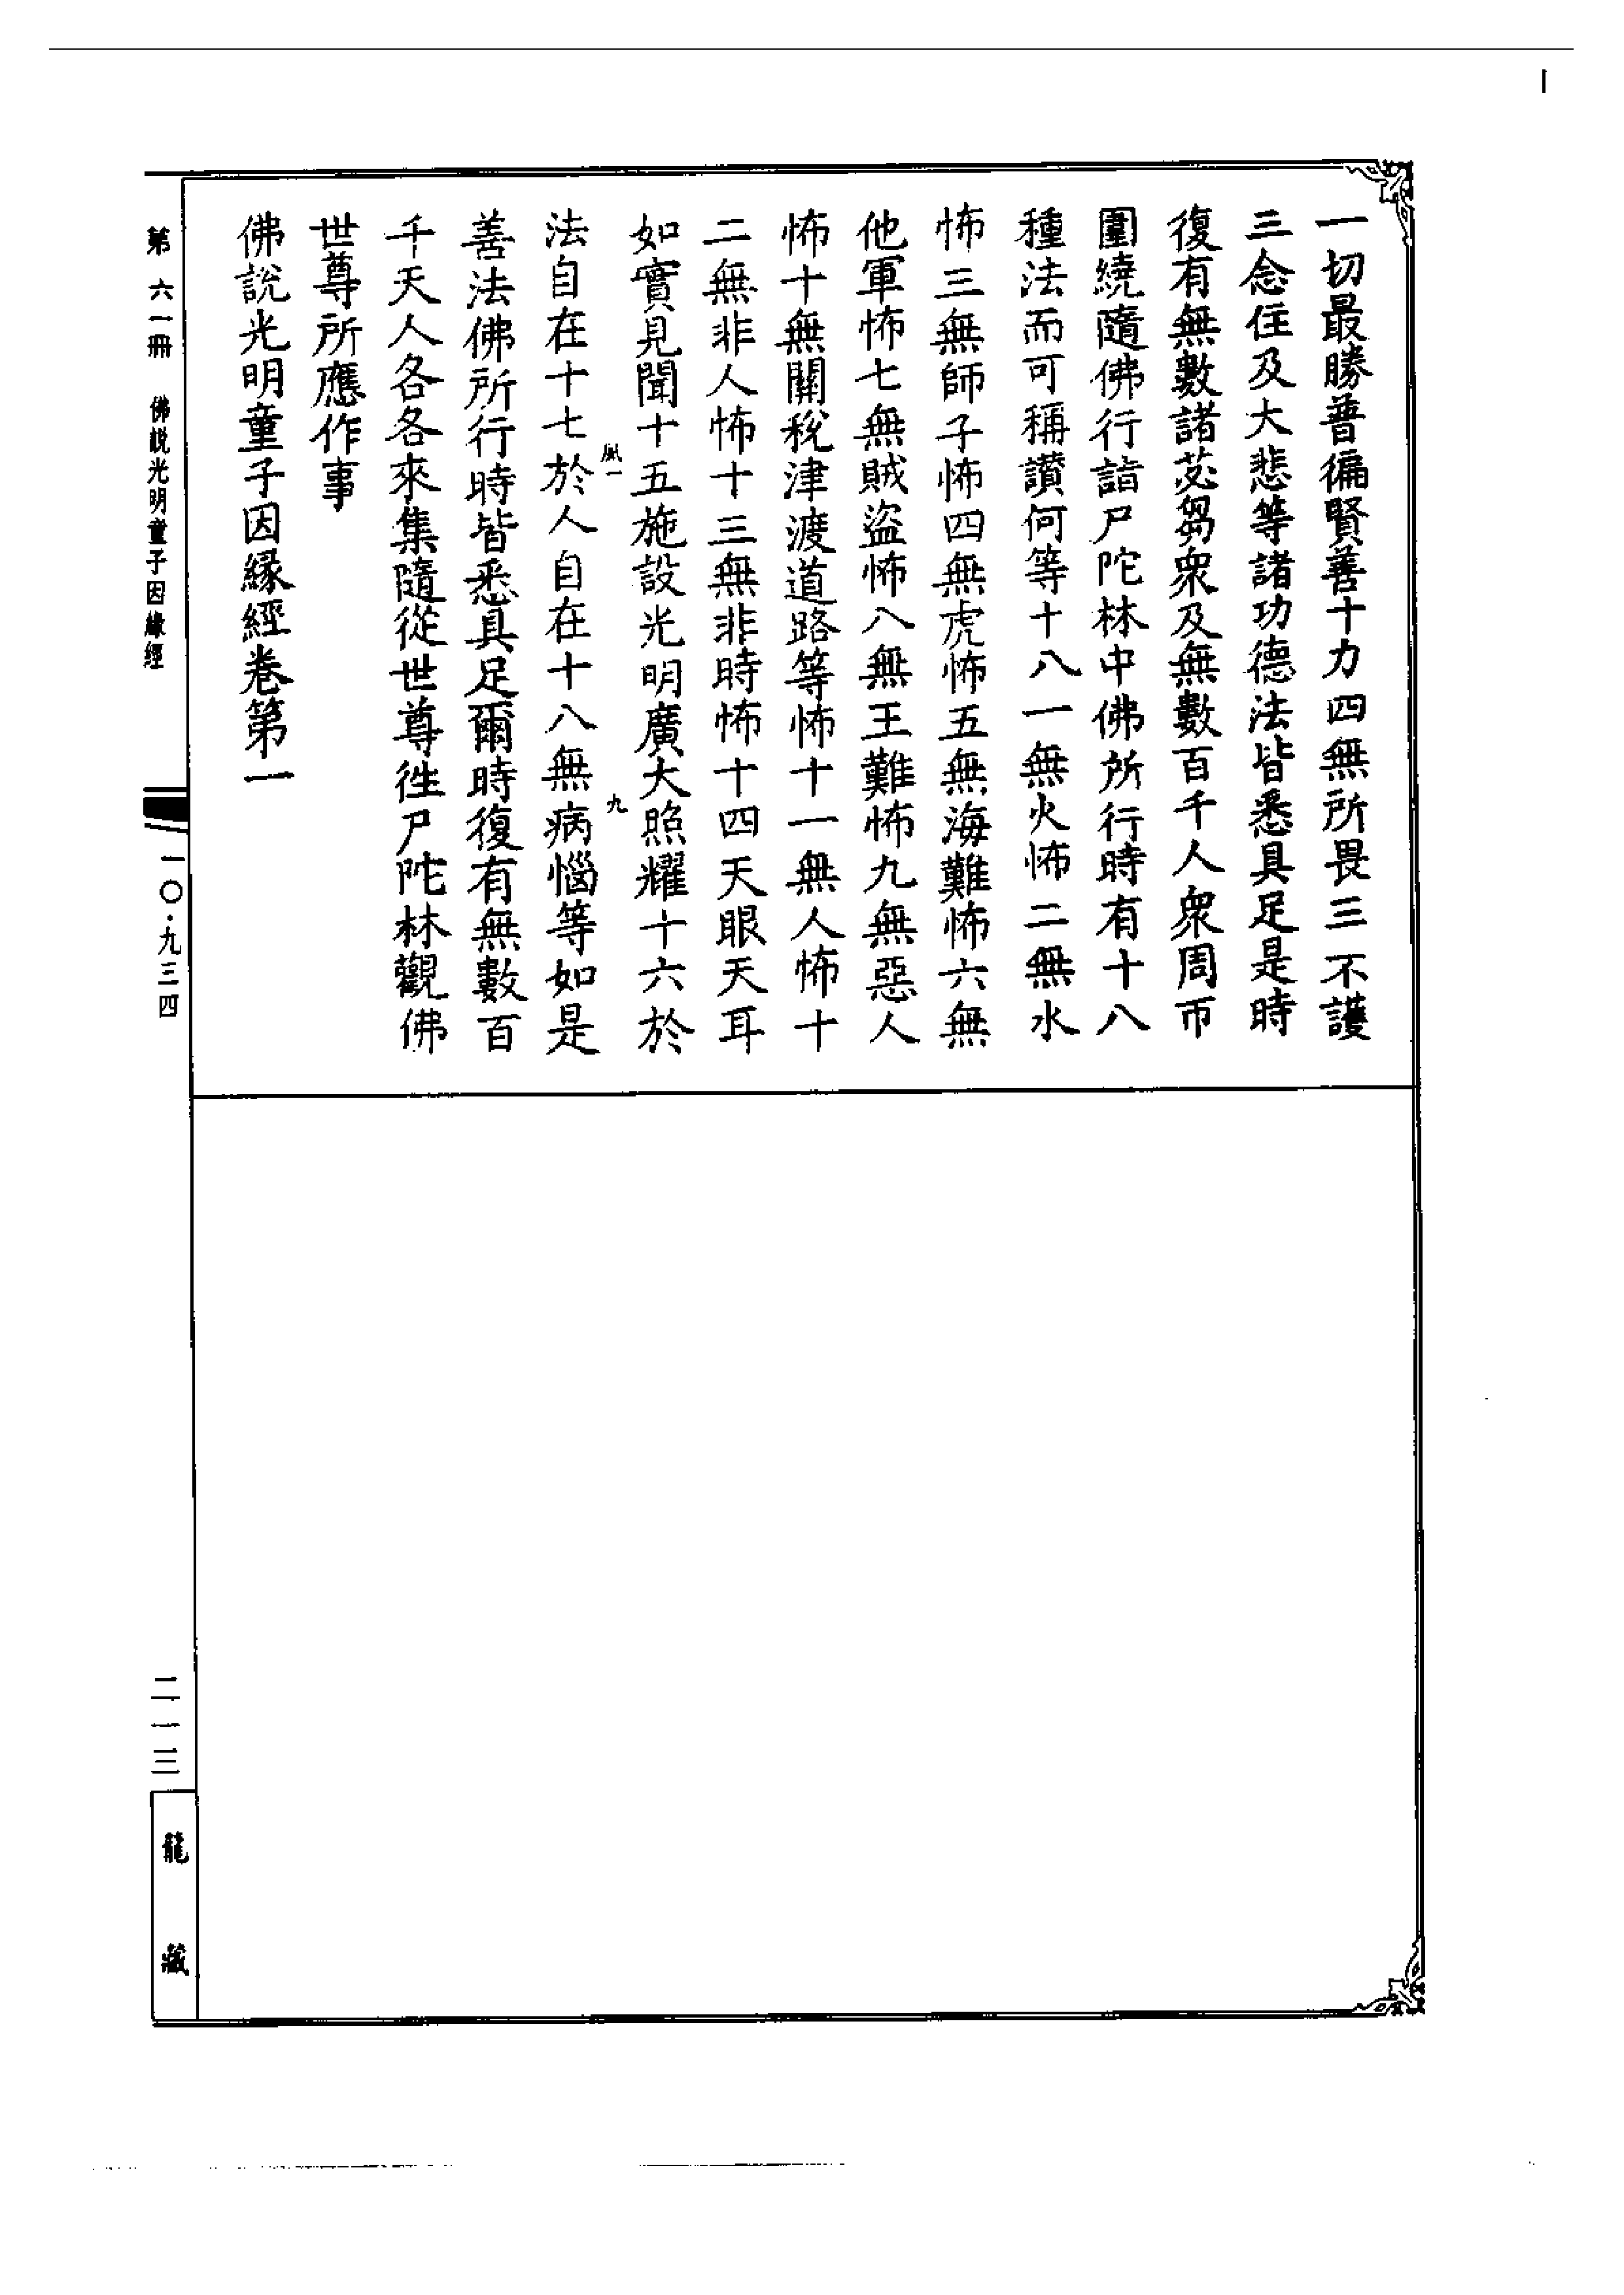 一切最勝普徧賢善十力四無所畏三不護
三念住及大悲等諸功德法皆悉具足是時
復有無數諸苾芻衆及無數百千人衆周帀
圍繞隨佛行詣尸陀林中佛所行時有十八
種法而可稱讚何等十八一無火怖二無水
怖三無師子怖四無虎怖五無海難怖六無
他軍怖七無賊盜怖八無王難怖九無惡人
怖十無關稅津渡道路等怖十一無人怖十
二無非人怖十三無非時怖十四天眼天耳
如實見聞十五施設光明廣大照耀十六於
風一
九
法自在十七於人自在十八無病惱等如是
善法佛所行時皆悉具足爾時復有無數百
千天人各各來集隨從世尊徃尸陀林觀佛
世尊所應作事
佛說光明童子因緣經卷第一
第六一冊 佛説光明童子因緣經
一〇·九三四
二一三
龍藏